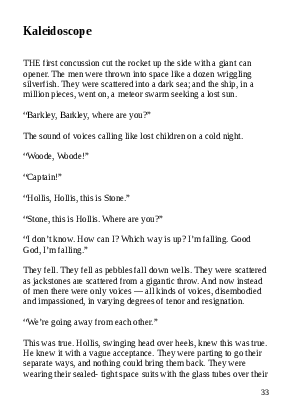 Kaleidoscope
THE first concussion cut the rocket up the side with a giant can
opener. The men were thrown into space like a dozen wriggling
silverfish. They were scattered into a dark sea; and the ship, in a
million pieces, went on, a meteor swarm seeking a lost sun.
“Barkley, Barkley, where are you?”
The sound of voices calling like lost children on a cold night.
“Woode, Woode!”
“Captain!”
“Hollis, Hollis, this is Stone.”
“Stone, this is Hollis. Where are you?”
“I don’t know. How can I? Which way is up? I’m falling. Good
God, I’m falling.”
They fell. They fell as pebbles fall down wells. They were scattered
as jackstones are scattered from a gigantic throw. And now instead
of men there were only voices — all kinds of voices, disembodied
and impassioned, in varying degrees of terror and resignation.
“We’re going away from each other.”
This was true. Hollis, swinging head over heels, knew this was true.
He knew it with a vague acceptance. They were parting to go their
separate ways, and nothing could bring them back. They were
wearing their sealed- tight space suits with the glass tubes over their
33